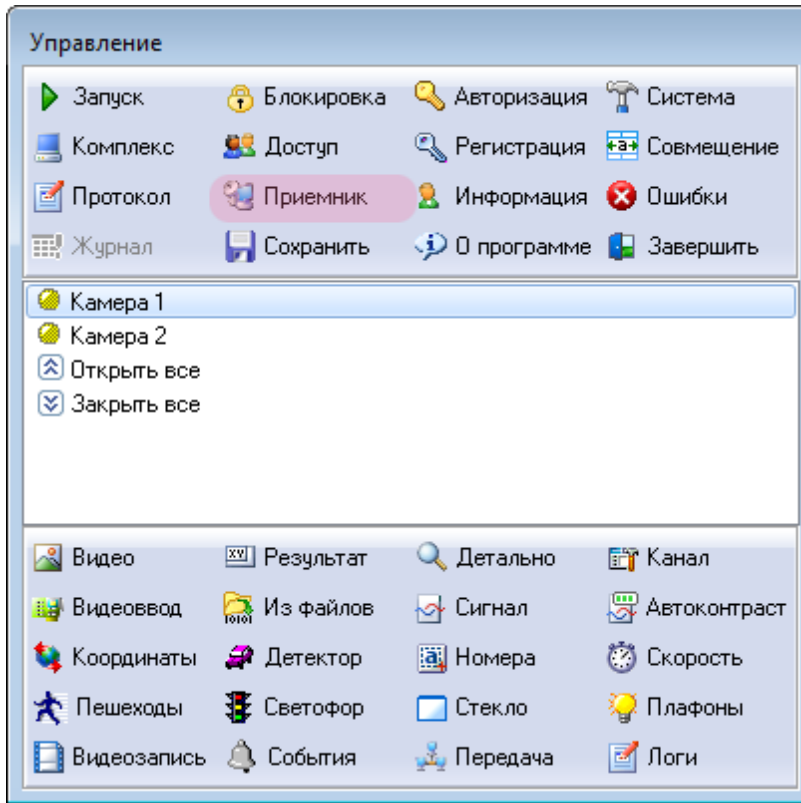 Управление
Запуск Блокировка Авторизация Система
Комплекс Доступ Регистрация Совмещение
Протокол Приемник Информация Ошибки
Журнал Сохранить О программе Завершить
Камера 1
Камера 2
Открыть все
Закрыть все
Видео Результат Детально Канал
Видеоввод Из файлов Сигнал Автоконтраст
Координаты Детектор Номера Скорость
Пешеходы Светофор Стекло Плафоны
Видеозапись События Передача Логи